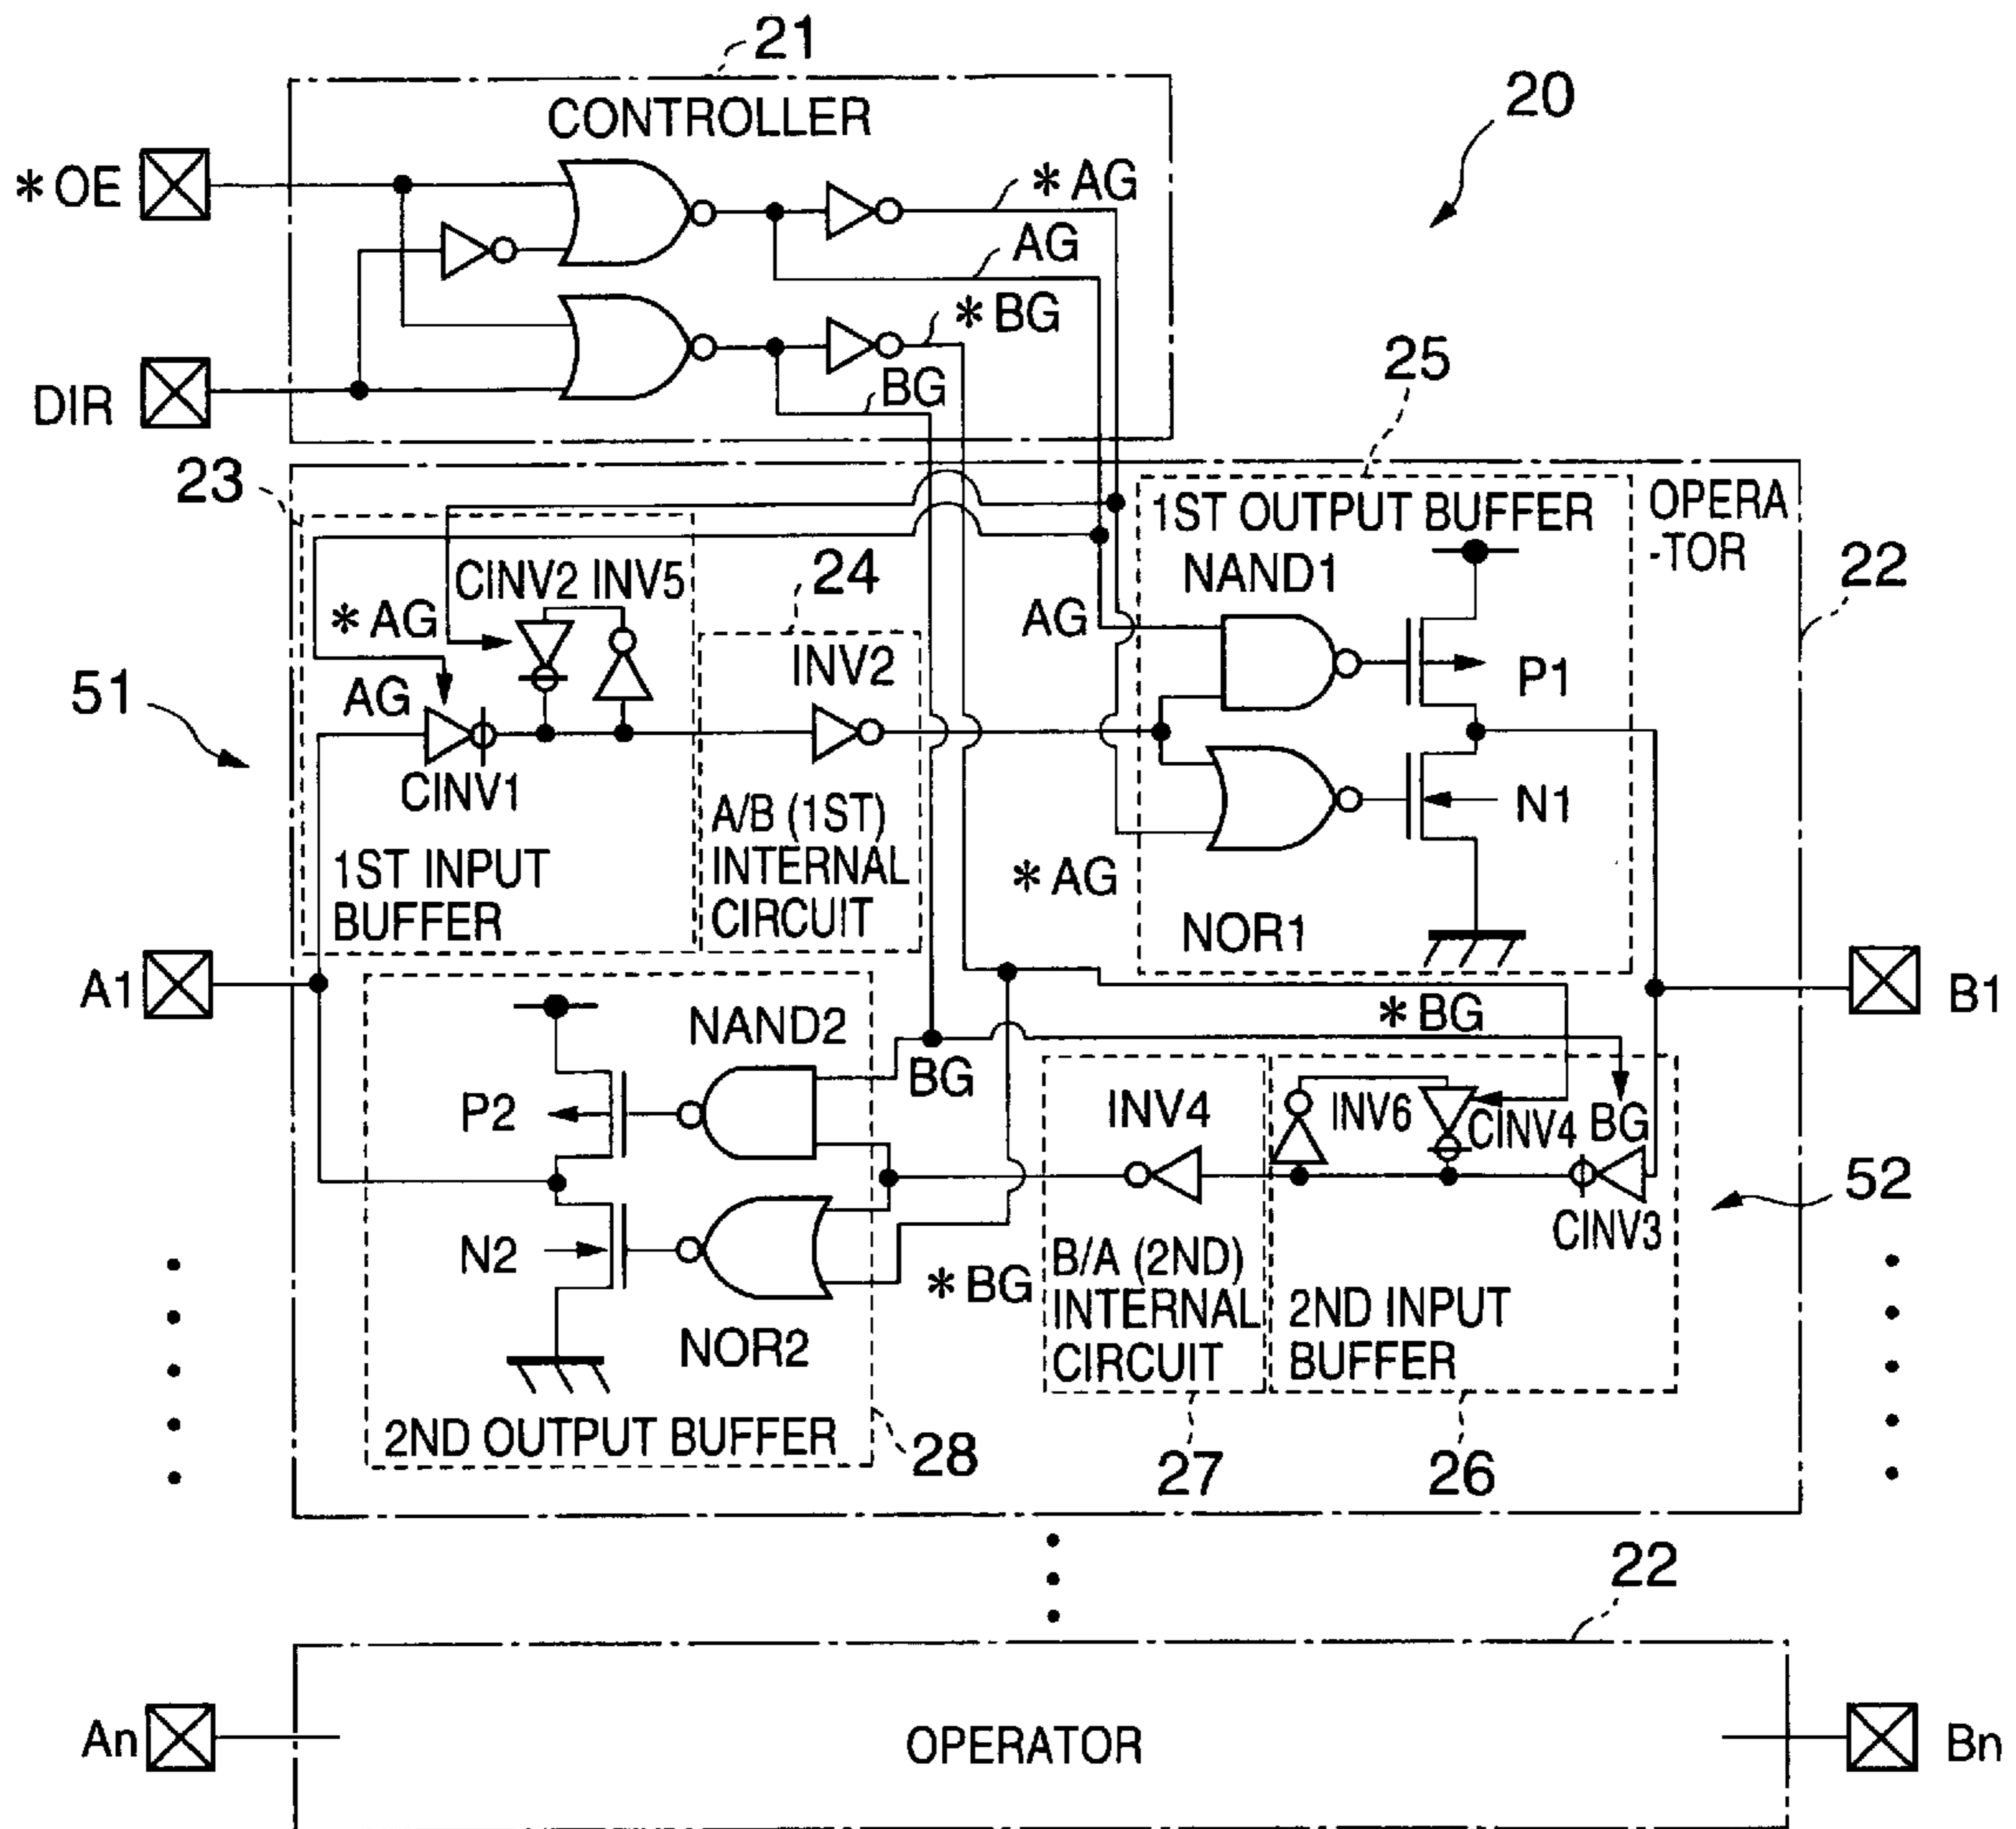 21
CONTROLLER
20
*OE
*AG
AG
*BG
BG
DIR
25
23
1ST OUTPUT BUFFER
OPERA
-TOR
NAND1
24
22
CINV2 INV5
*AG
AG
INV2
P1
51
AG
CINV1
A/B (1ST)
INTERNAL
CIRCUIT
N1
1ST INPUT
BUFFER
*AG
NOR1
A1
B1
NAND2
*BG
BG
P2
INV4
INV6
CINV4
BG
52
CINV3
N2
*BG
B/A (2ND)
INTERNAL
CIRCUIT
2ND INPUT
BUFFER
NOR2
2ND OUTPUT BUFFER
28
27
26
22
An
OPERATOR
Bn